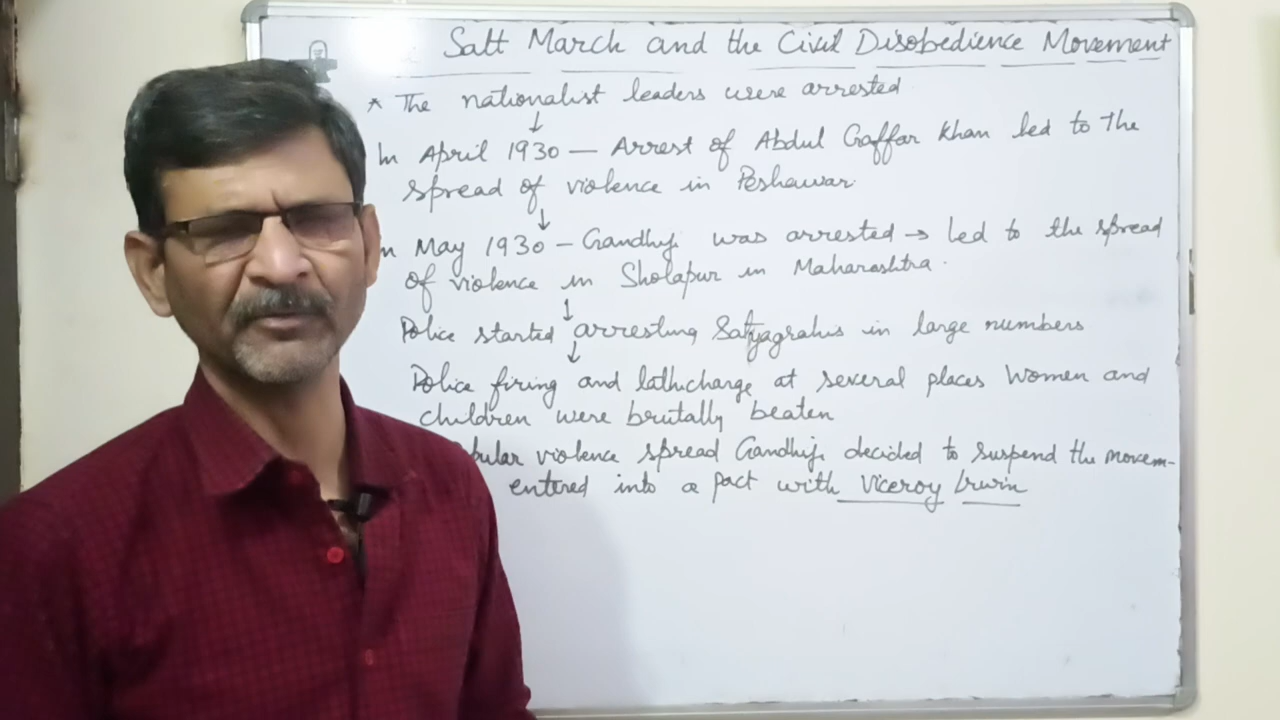 Salt March and the Civil Disobedience Movement
* The nationalist leaders were arrested
↓
In April 1930 — Arrest of Abdul Gaffar Khan led to the
spread of violence in Peshawar.
↓
May 1930 – Gandhiji was arrested → led to the spread
of violence in Sholapur in Maharashtra.
↓
Police started arresting Satyagrahis in large numbers
↓
Police firing and lathicharge at several places Women and
children were brutally beaten
violence spread Gandhiji decided to suspend the movem-
entered into a pact with Viceroy Irwin